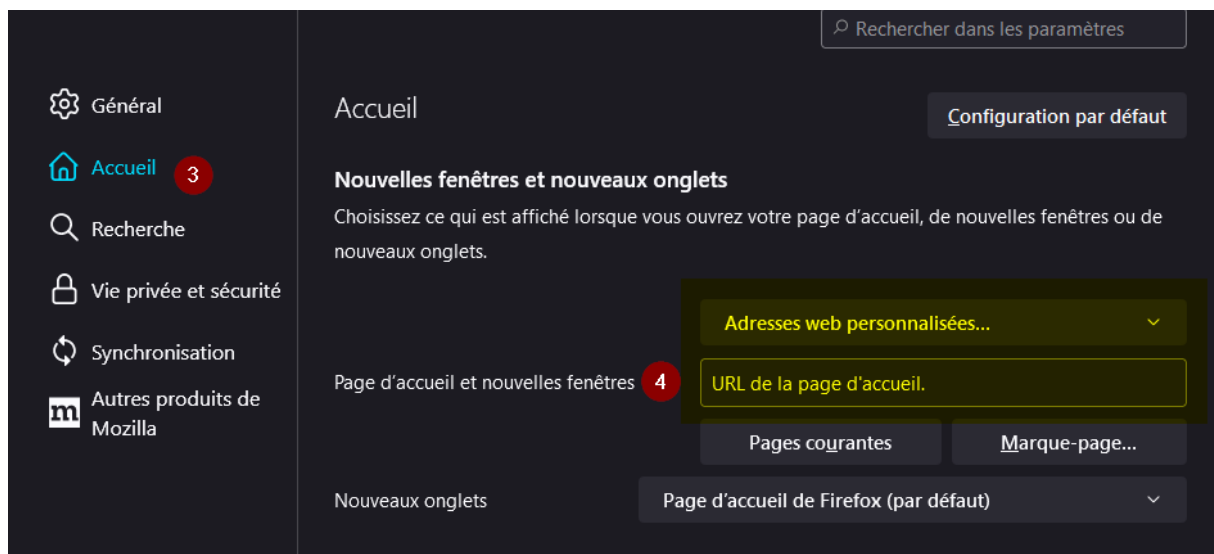 Rechercher dans les paramètres
Général
Accueil
3
Recherche
Vie privée et sécurité
Synchronisation
m
Autres produits de
Mozilla
Accueil
Configuration par défaut
Nouvelles fenêtres et nouveaux onglets
Choisissez ce qui est affiché lorsque vous ouvrez votre page d’accueil, de nouvelles fenêtres ou de
nouveaux onglets.
Adresses web personnalisées...
Page d’accueil et nouvelles fenêtres
4
URL de la page d'accueil.
Pages courantes
Marque-page...
Nouveaux onglets
Page d’accueil de Firefox (par défaut)